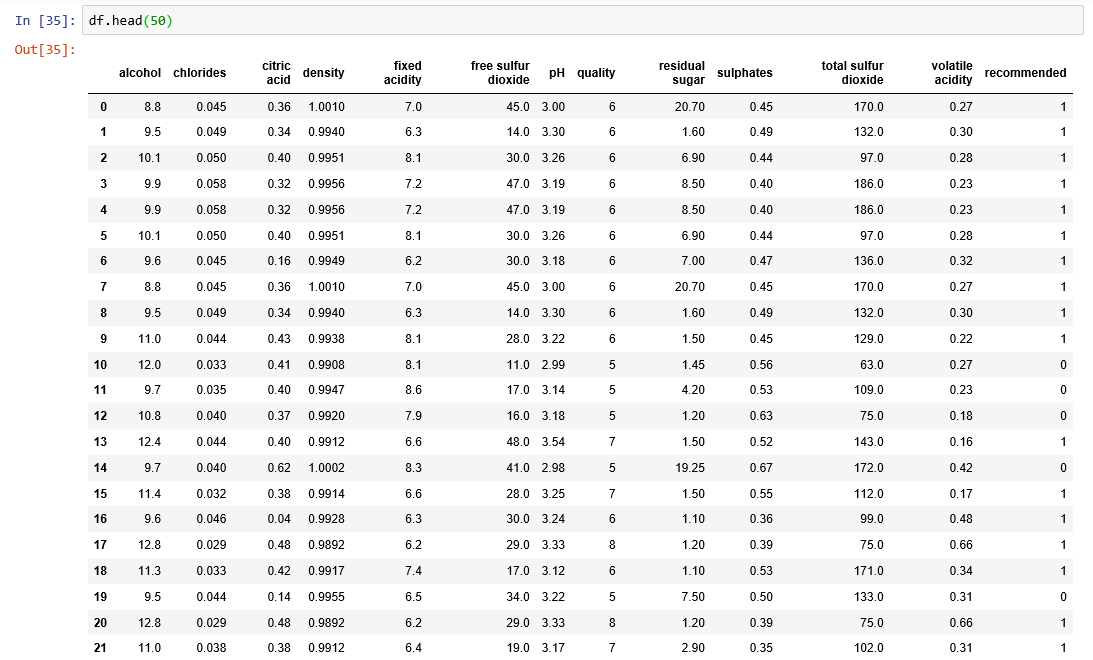 In [35]: df.head(50)
Out[35]:
alcohol chlorides citric acid density fixed acidity free sulfur dioxide pH quality residual sugar sulphates total sulfur dioxide volatile acidity recommended
0 8.8 0.045 0.36 1.0010 7.0 45.0 3.00 6 20.70 0.45 170.0 0.27 1
1 9.5 0.049 0.34 0.9940 6.3 14.0 3.30 6 1.60 0.49 132.0 0.30 1
2 10.1 0.050 0.40 0.9951 8.1 30.0 3.26 6 6.90 0.44 97.0 0.28 1
3 9.9 0.058 0.32 0.9956 7.2 47.0 3.19 6 8.50 0.40 186.0 0.23 1
4 9.9 0.058 0.32 0.9956 7.2 47.0 3.19 6 8.50 0.40 186.0 0.23 1
5 10.1 0.050 0.40 0.9951 8.1 30.0 3.26 6 6.90 0.44 97.0 0.28 1
6 9.6 0.045 0.16 0.9949 6.2 30.0 3.18 6 7.00 0.47 136.0 0.32 1
7 8.8 0.045 0.36 1.0010 7.0 45.0 3.00 6 20.70 0.45 170.0 0.27 1
8 9.5 0.049 0.34 0.9940 6.3 14.0 3.30 6 1.60 0.49 132.0 0.30 1
9 11.0 0.044 0.43 0.9938 8.1 28.0 3.22 6 1.50 0.45 129.0 0.22 1
10 12.0 0.033 0.41 0.9908 8.1 11.0 2.99 5 1.45 0.56 63.0 0.27 0
11 9.7 0.035 0.40 0.9947 8.6 17.0 3.14 5 4.20 0.53 109.0 0.23 0
12 10.8 0.040 0.37 0.9920 7.9 16.0 3.18 5 1.20 0.63 75.0 0.18 0
13 12.4 0.044 0.40 0.9912 6.6 48.0 3.54 7 1.50 0.52 143.0 0.16 1
14 9.7 0.040 0.62 1.0002 8.3 41.0 2.98 5 19.25 0.67 172.0 0.42 0
15 11.4 0.032 0.38 0.9914 6.6 28.0 3.25 7 1.50 0.55 112.0 0.17 1
16 9.6 0.046 0.04 0.9928 6.3 30.0 3.24 6 1.10 0.36 99.0 0.48 1
17 12.8 0.029 0.48 0.9892 6.2 29.0 3.33 8 1.20 0.39 75.0 0.66 1
18 11.3 0.033 0.42 0.9917 7.4 17.0 3.12 6 1.10 0.53 171.0 0.34 1
19 9.5 0.044 0.14 0.9955 6.5 34.0 3.22 5 7.50 0.50 133.0 0.31 0
20 12.8 0.029 0.48 0.9892 6.2 29.0 3.33 8 1.20 0.39 75.0 0.66 1
21 11.0 0.038 0.38 0.9912 6.4 19.0 3.17 7 2.90 0.35 102.0 0.31 1